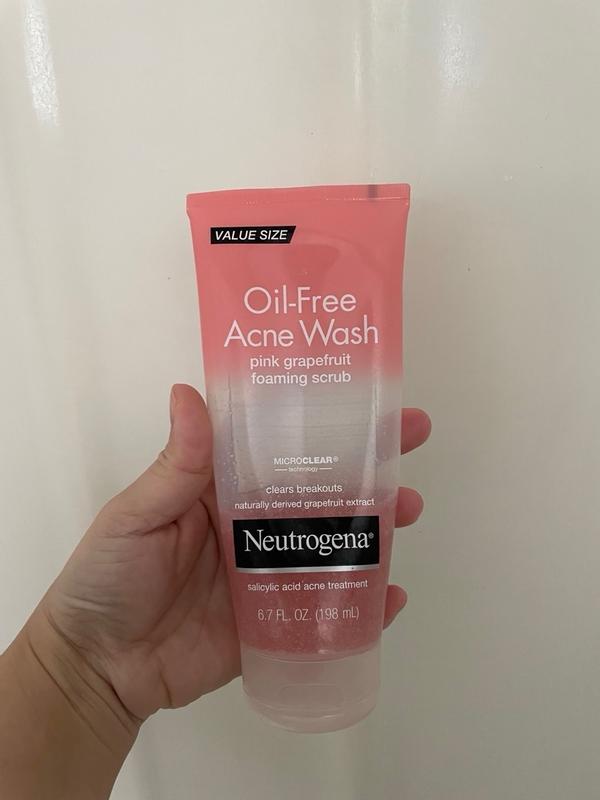 VALUE SIZE
Oil-Free
Acne Wash
pink grapefruit
foaming scrub
MICROCLEAR®
technology
clears breakouts
naturally derived grapefruit extract
Neutrogena®
salicylic acid acne treatment
6.7 FL. OZ. (198 mL)